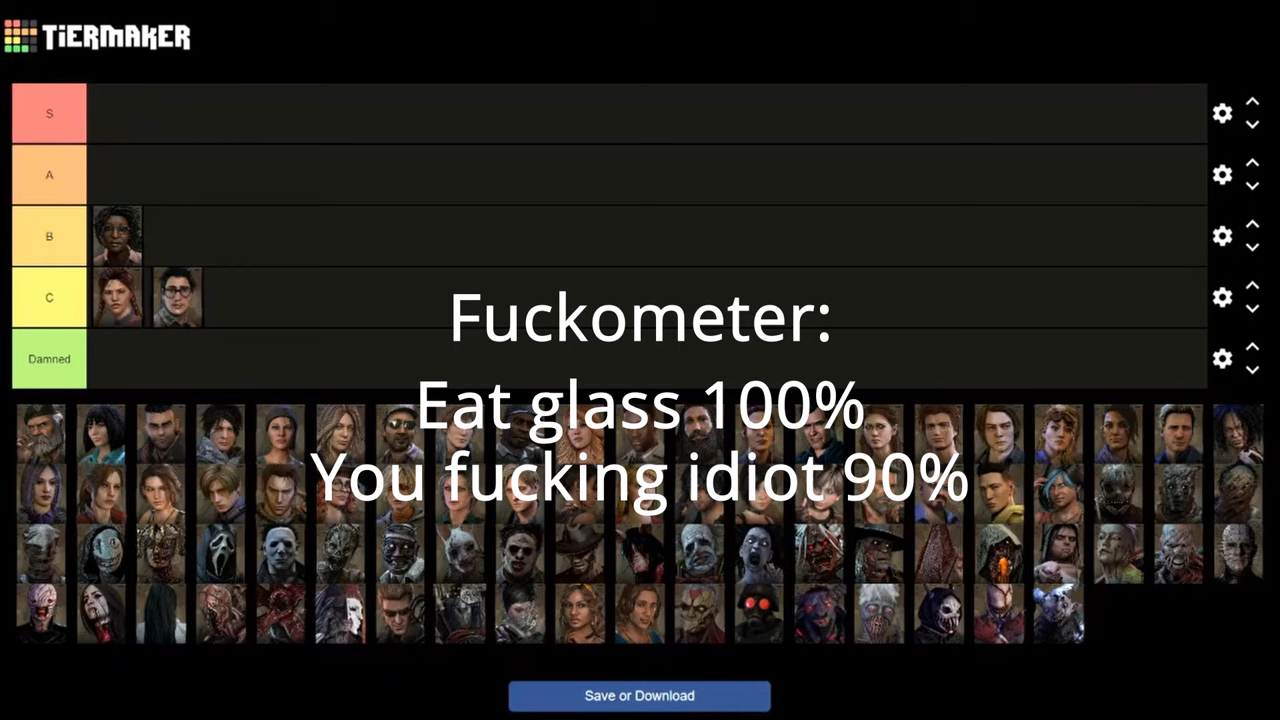 TiERMAKER
S
A
B
C
Damned
Fuckometer:
Eat glass 100%
You fucking idiot 90%
Save or Download